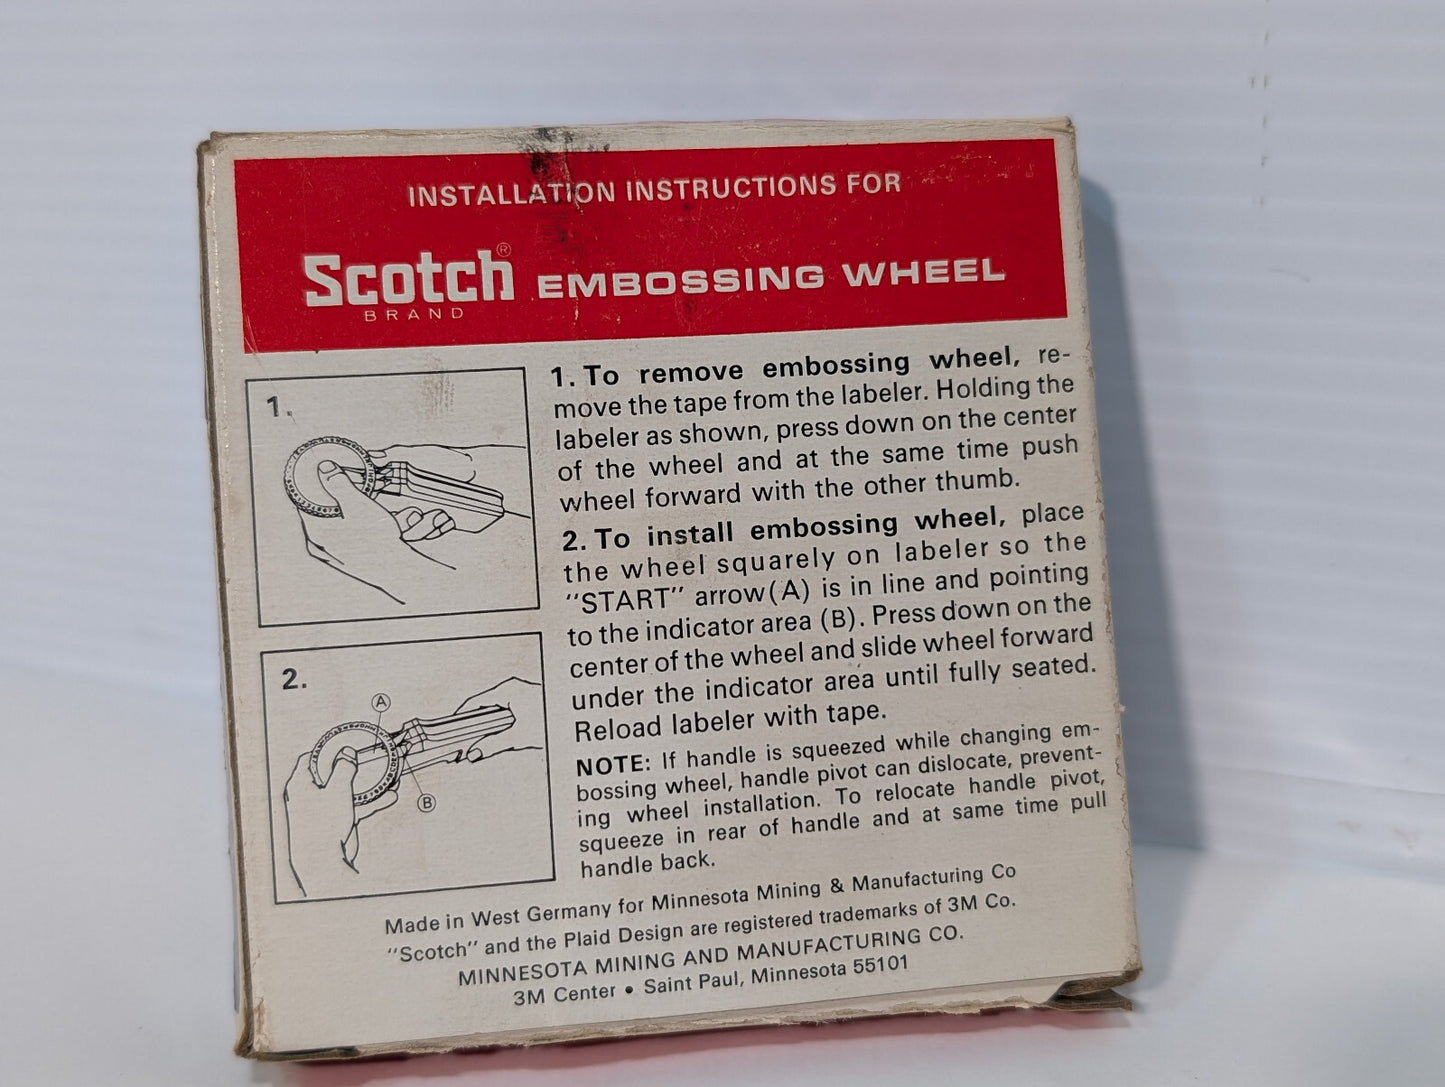 INSTALLATION INSTRUCTIONS FOR
Scotch® EMBOSSING WHEEL
BRAND
1.
1. To remove embossing wheel, re-
move the tape from the labeler. Holding the
labeler as shown, press down on the center
of the wheel and at the same time push
wheel forward with the other thumb.
2.
A
B
2. To install embossing wheel, place
the wheel squarely on labeler so the
"START" arrow(A) is in line and pointing
to the indicator area (B). Press down on the
center of the wheel and slide wheel forward
under the indicator area until fully seated.
Reload labeler with tape.
NOTE: If handle is squeezed while changing em-
bossing wheel, handle pivot can dislocate, prevent-
ing wheel installation. To relocate handle pivot,
squeeze in rear of handle and at same time pull
handle back.
Made in West Germany for Minnesota Mining & Manufacturing Co
"Scotch" and the Plaid Design are registered trademarks of 3M Co.
MINNESOTA MINING AND MANUFACTURING CO.
3M Center • Saint Paul, Minnesota 55101